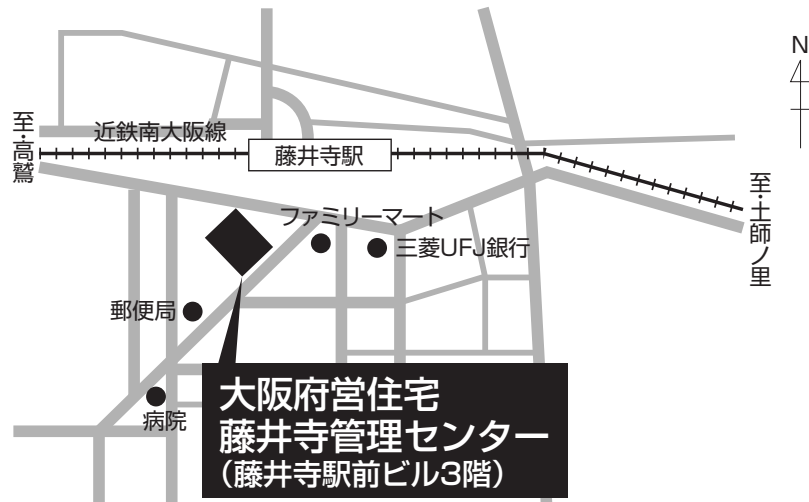 N
近鉄南大阪線
至・高鷲
藤井寺駅
至・土師ノ里
ファミリーマート
三菱UFJ銀行
郵便局
病院
大阪府営住宅
藤井寺管理センター
(藤井寺駅前ビル3階)